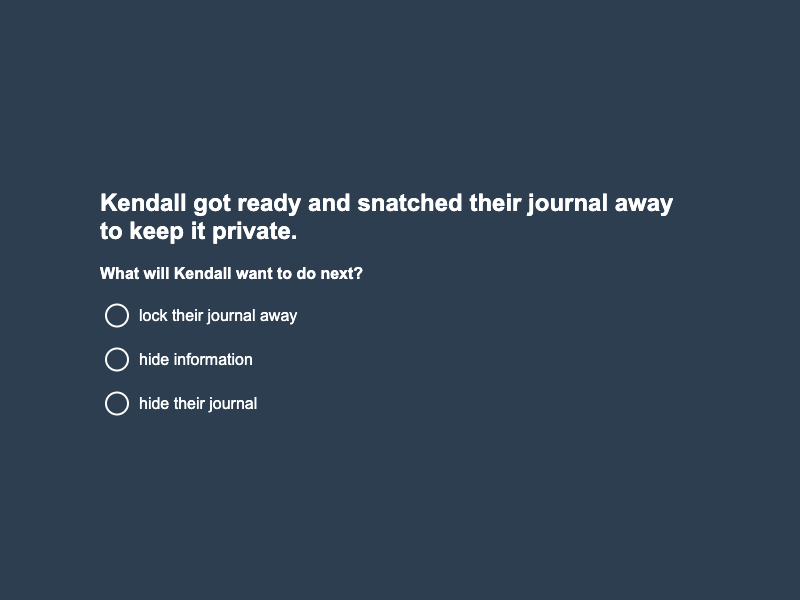 Kendall got ready and snatched their journal away
to keep it private.
What will Kendall want to do next?
lock their journal away
hide information
hide their journal